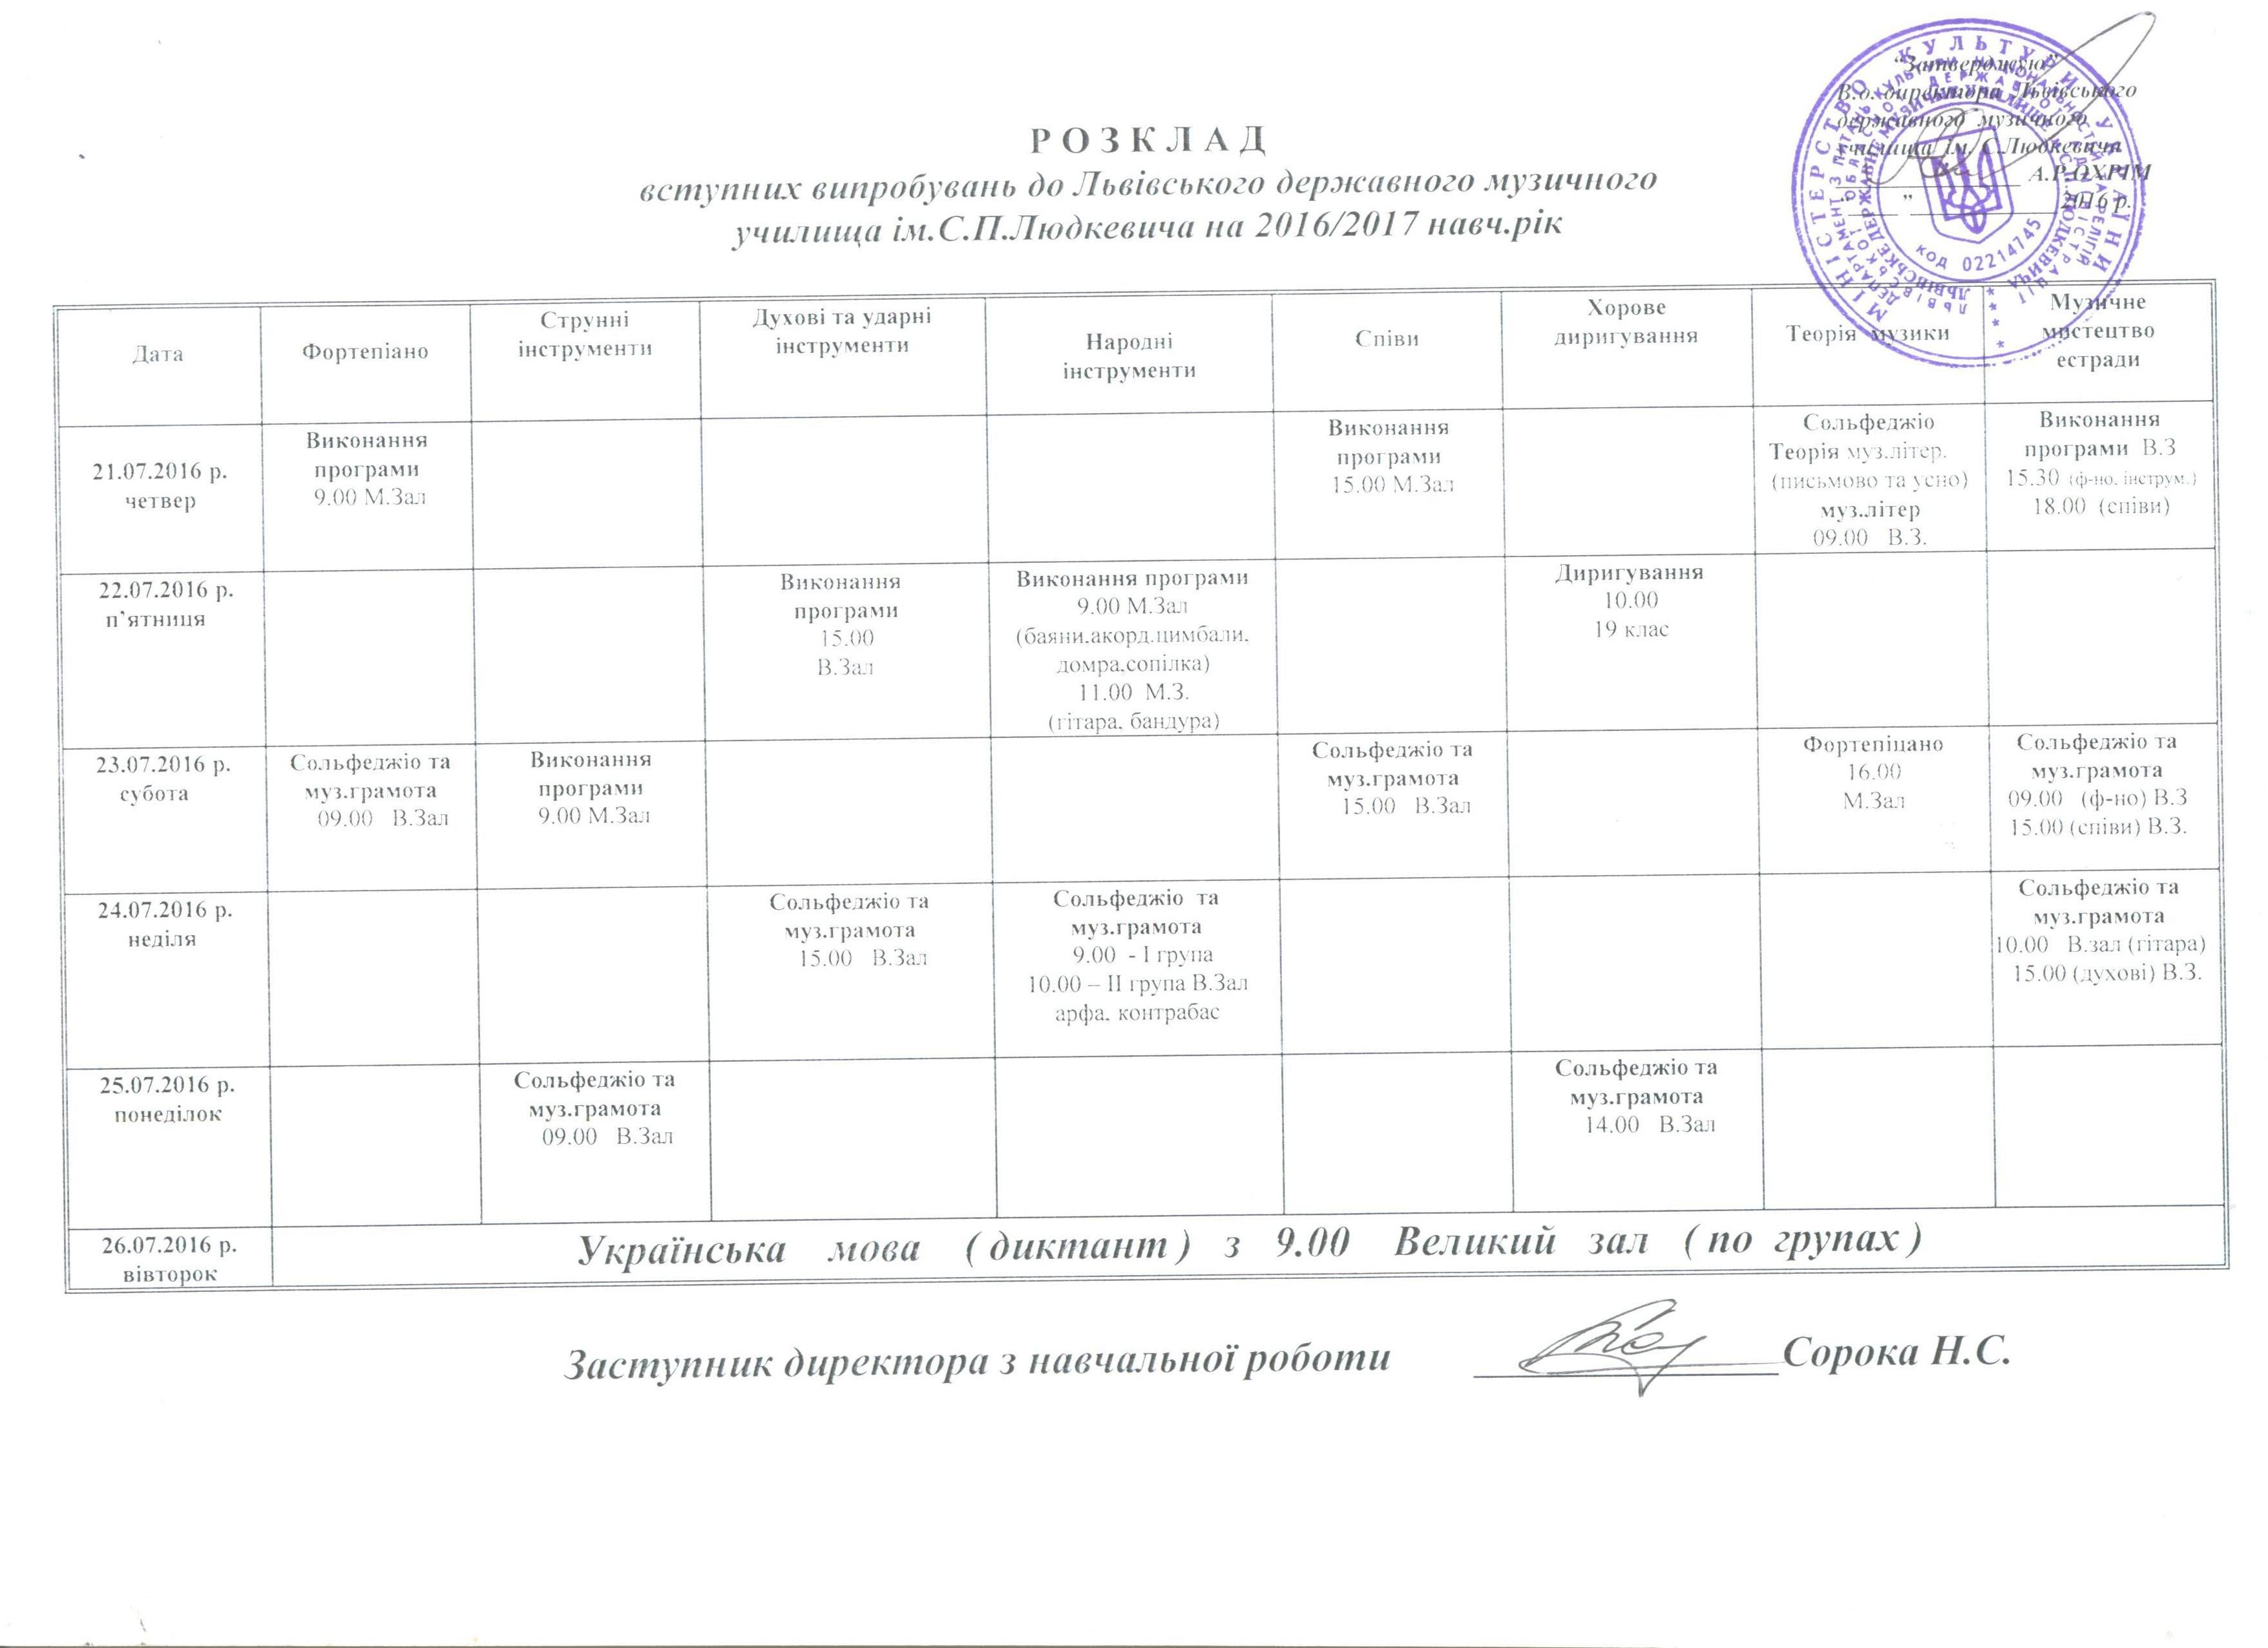 “Затверджую”
В.о. директора Львівського
державного музичного
училища ім. С.Людкевича
А.Р.ОХРІМ
“ ” 2016 р.
МІНІСТЕРСТВО КУЛЬТУРИ УКРАЇНИ
код 02214745
Р О З К Л А Д
вступних випробувань до Львівського державного музичного
училища ім.С.П.Людкевича на 2016/2017 навч.рік
Дата
Фортепіано
Струнні
інструменти
Духові та ударні
інструменти
Народні
інструменти
Співи
Хорове
диригування
Теорія музики
Музичне
мистецтво
естради
21.07.2016 р.
четвер
Виконання
програми
9.00 М.Зал
Виконання
програми
15.00 М.Зал
Сольфеджіо
Теорія муз.літер.
(письмово та усно)
муз.літер
09.00 В.З.
Виконання
програми В.З
15.30 (ф-но, інструм.)
18.00 (співи)
22.07.2016 р.
п’ятниця
Виконання
програми
15.00
В.Зал
Виконання програми
9.00 М.Зал
(баяни.акорд.цимбали.
домра.сопілка)
11.00 М.З.
(гітара. бандура)
Диригування
10.00
19 клас
23.07.2016 р.
субота
Сольфеджіо та
муз.грамота
09.00 В.Зал
Виконання
програми
9.00 М.Зал
Сольфеджіо та
муз.грамота
15.00 В.Зал
Фортепіцано
16.00
М.Зал
Сольфеджіо та
муз.грамота
09.00 (ф-но) В.З
15.00 (співи) В.З.
24.07.2016 р.
неділя
Сольфеджіо та
муз.грамота
15.00 В.Зал
Сольфеджіо та
муз.грамота
9.00 - І група
10.00 – ІІ група В.Зал
арфа. контрабас
Сольфеджіо та
муз.грамота
10.00 В.зал (гітара)
15.00 (духові) В.З.
25.07.2016 р.
понеділок
Сольфеджіо та
муз.грамота
09.00 В.Зал
Сольфеджіо та
муз.грамота
14.00 В.Зал
26.07.2016 р.
вівторок
Українська мова ( диктант ) з 9.00 Великий зал ( по групах )
Заступник директора з навчальної роботи Сорока Н.С.